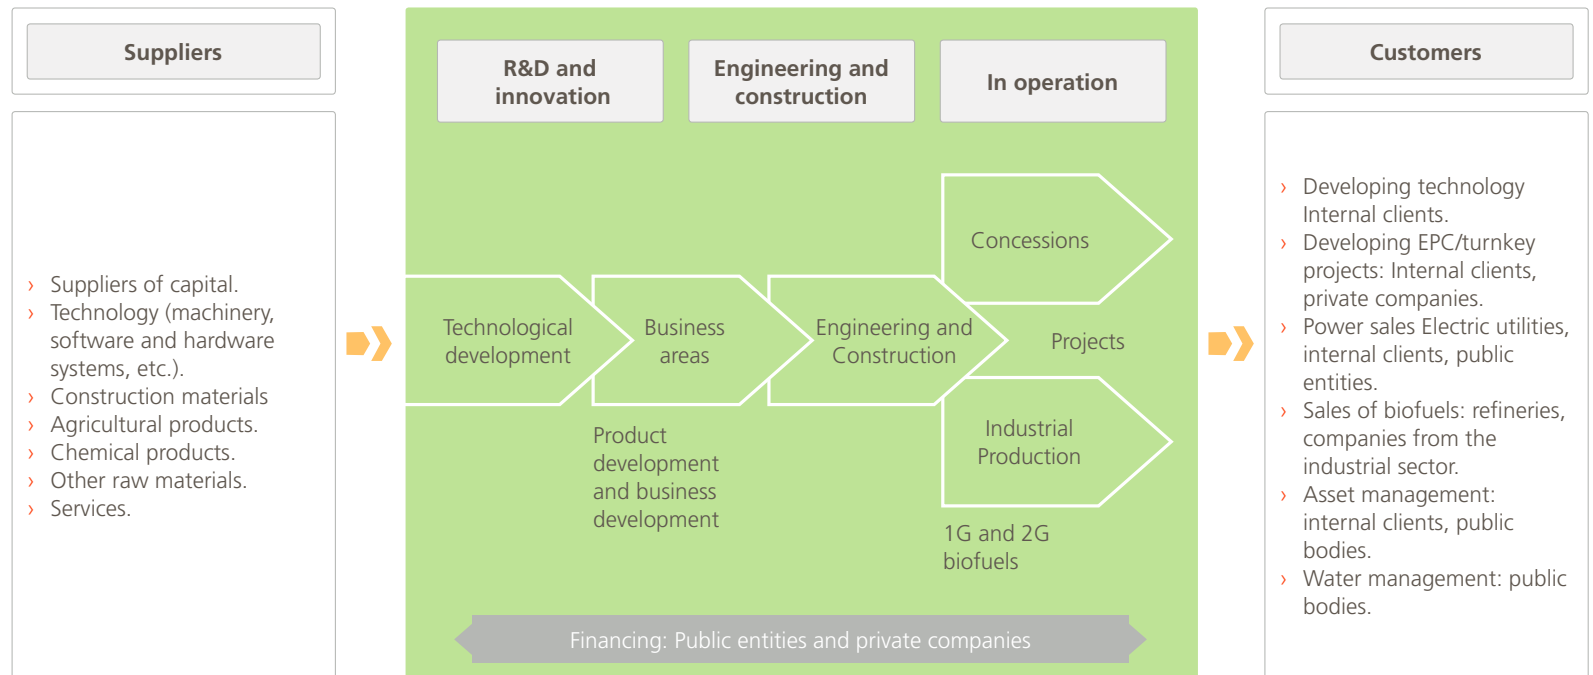 Suppliers
› Suppliers of capital.
› Technology (machinery,
software and hardware
systems, etc.).
› Construction materials
› Agricultural products.
› Chemical products.
› Other raw materials.
› Services.
R&D and
innovation
Engineering and
construction
In operation
Technological
development
Business
areas
Engineering and
Construction
Concessions
Projects
Industrial
Production
Product
development
and business
development
1G and 2G
biofuels
Financing: Public entities and private companies
Customers
› Developing technology
Internal clients.
› Developing EPC/turnkey
projects: Internal clients,
private companies.
› Power sales Electric utilities,
internal clients, public
entities.
› Sales of biofuels: refineries,
companies from the
industrial sector.
› Asset management:
internal clients, public
bodies.
› Water management: public
bodies.